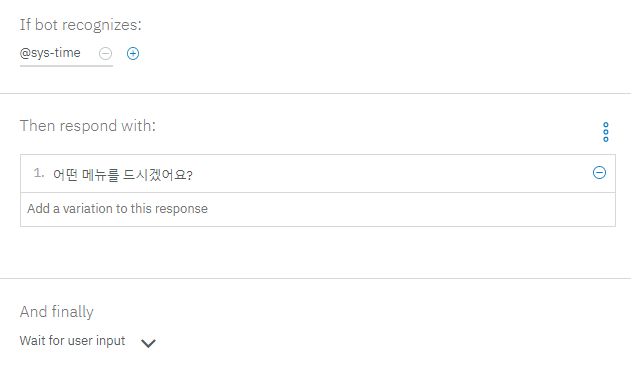 If bot recognizes:
@sys-time
Then respond with:
1. 어떤 메뉴를 드시겠어요?
Add a variation to this response
And finally
Wait for user input